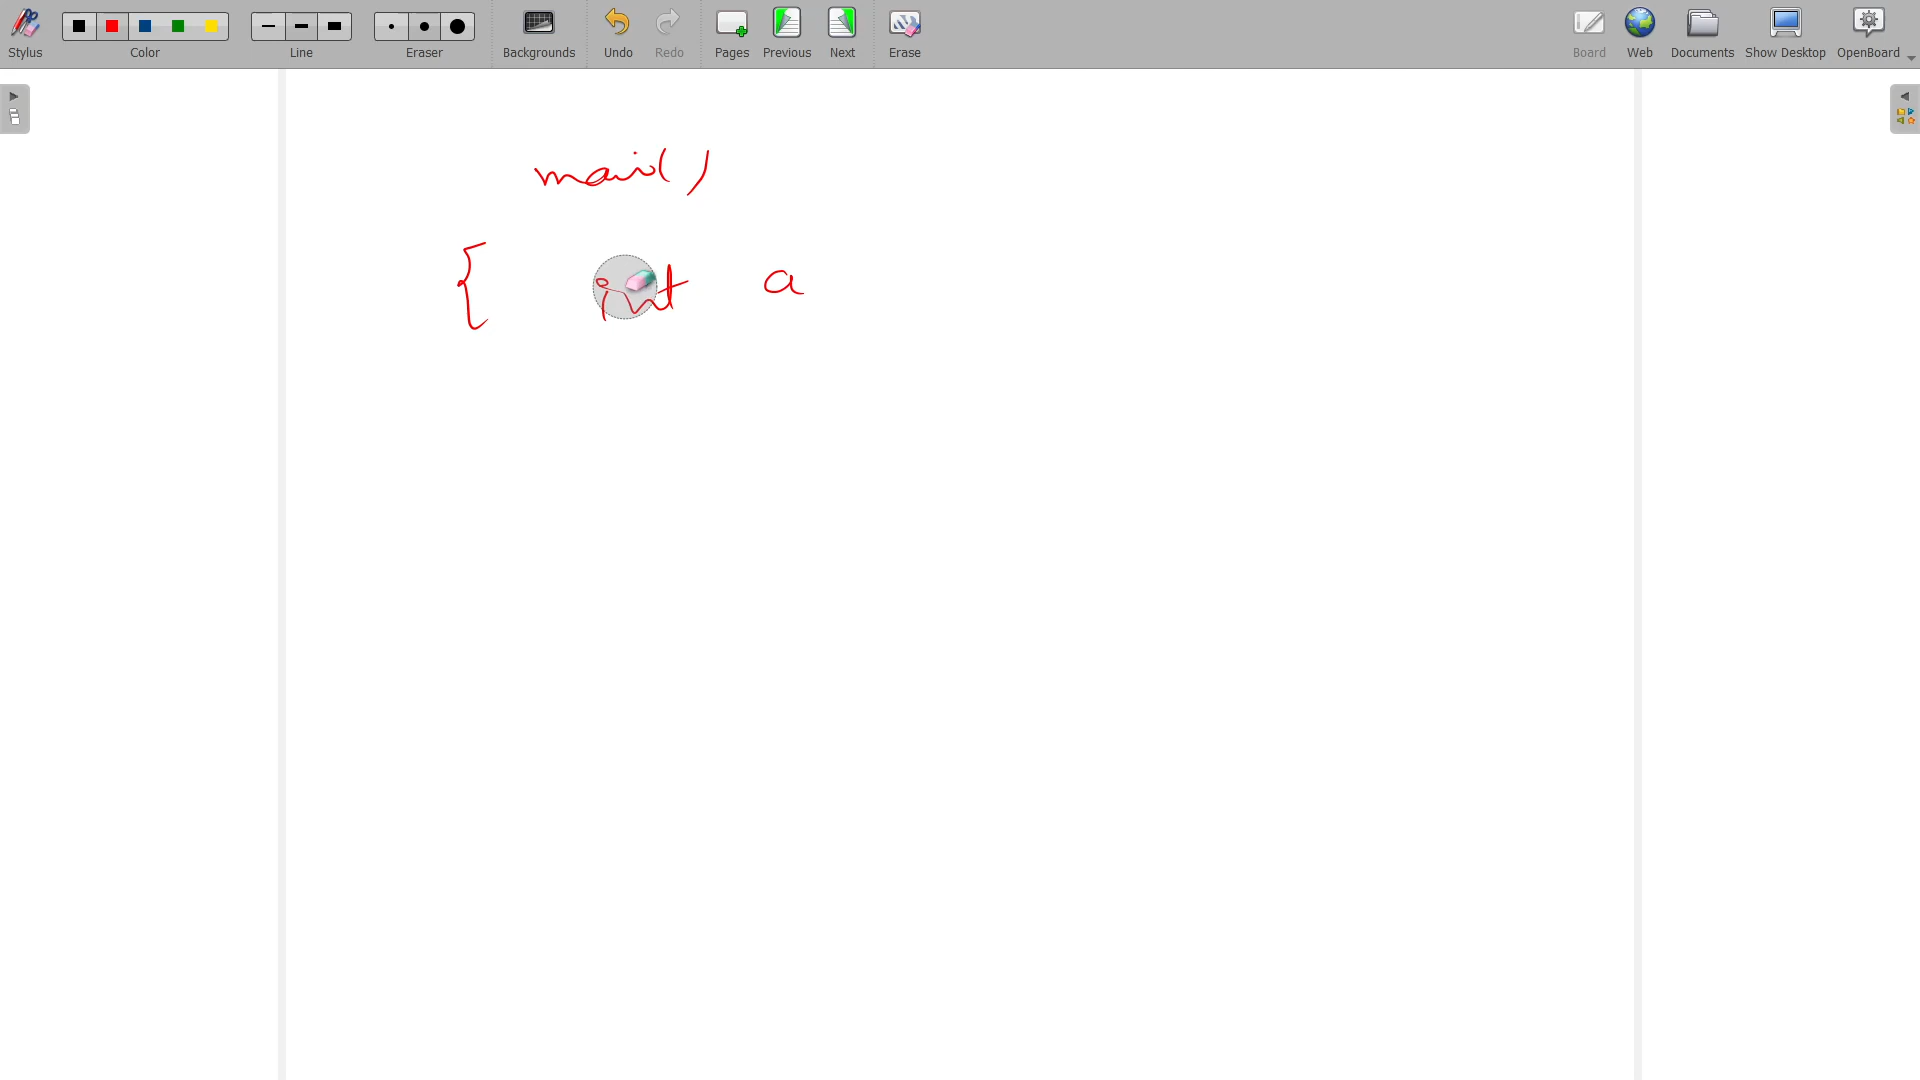 Stylus Color Line Eraser Backgrounds Undo Redo Pages Previous Next Erase Board Web Documents Show Desktop OpenBoard
main()
{ int a